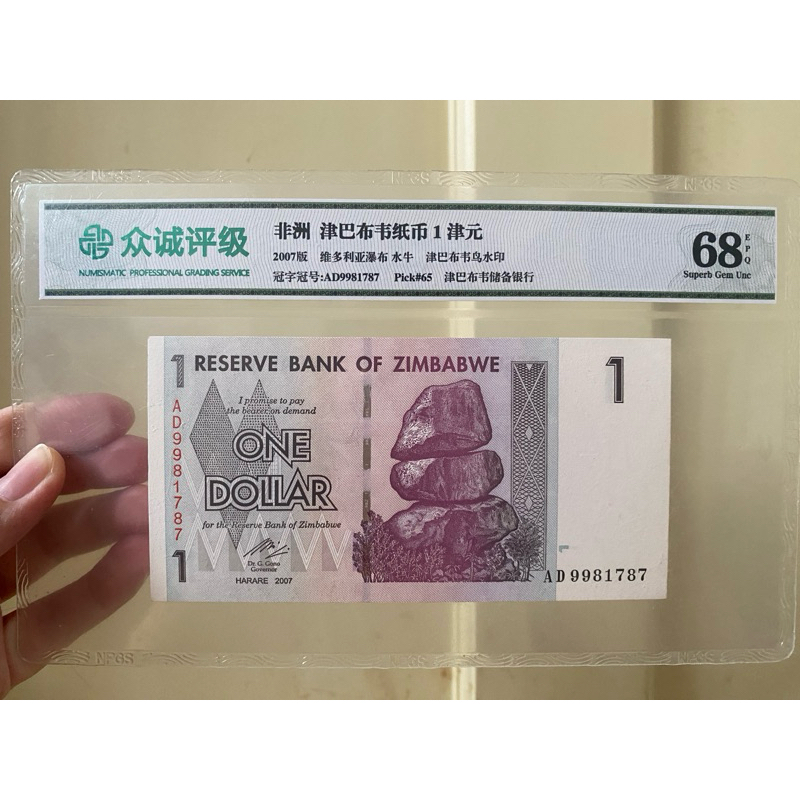 众诚评级
NUMISMATIC PROFESSIONAL GRADING SERVICE
非洲 津巴布韦纸币 1 津元
2007版 维多利亚瀑布 水牛 津巴布韦鸟水印
冠字冠号:AD9981787 Pick#65 津巴布韦储备银行
68 EPQ
Superb Gem Unc
1 RESERVE BANK OF ZIMBABWE 1
I promise to pay
the bearer on demand
ONE
DOLLAR
for the Reserve Bank of Zimbabwe
Dr. G. Gono
Governor
HARARE 2007
1
AD9981787
AD9981787
NPGS
NPGS